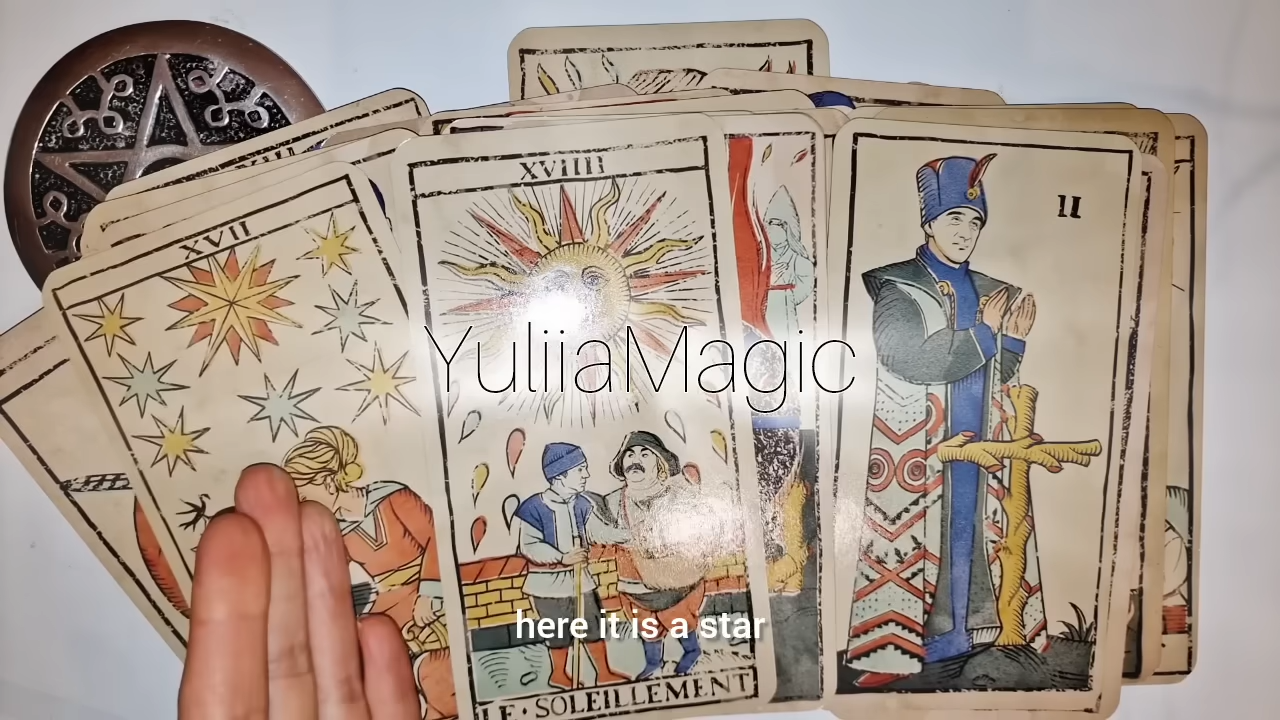 XVII
XVIIII
II
YuliiaMagic
here it is a star
LE • SOLEILLEMENT